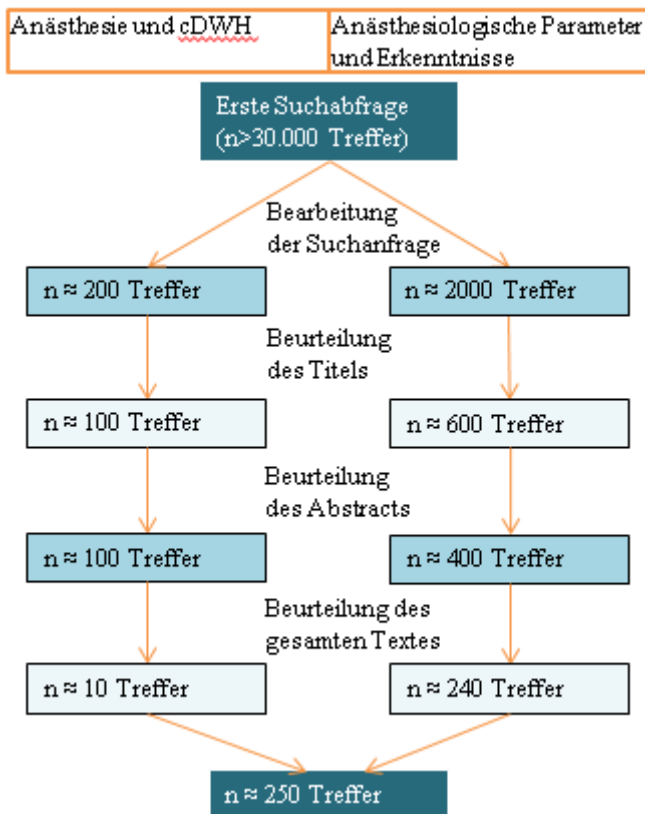 Anästhesie und cDWH
Anästhesiologische Parameter
und Erkenntnisse
Erste Suchabfrage
(n>30.000 Treffer)
Bearbeitung
der Suchanfrage
n ≈ 200 Treffer
n ≈ 2000 Treffer
Beurteilung
des Titels
n ≈ 100 Treffer
n ≈ 600 Treffer
Beurteilung
des Abstracts
n ≈ 100 Treffer
n ≈ 400 Treffer
Beurteilung des
gesamten Textes
n ≈ 10 Treffer
n ≈ 240 Treffer
n ≈ 250 Treffer